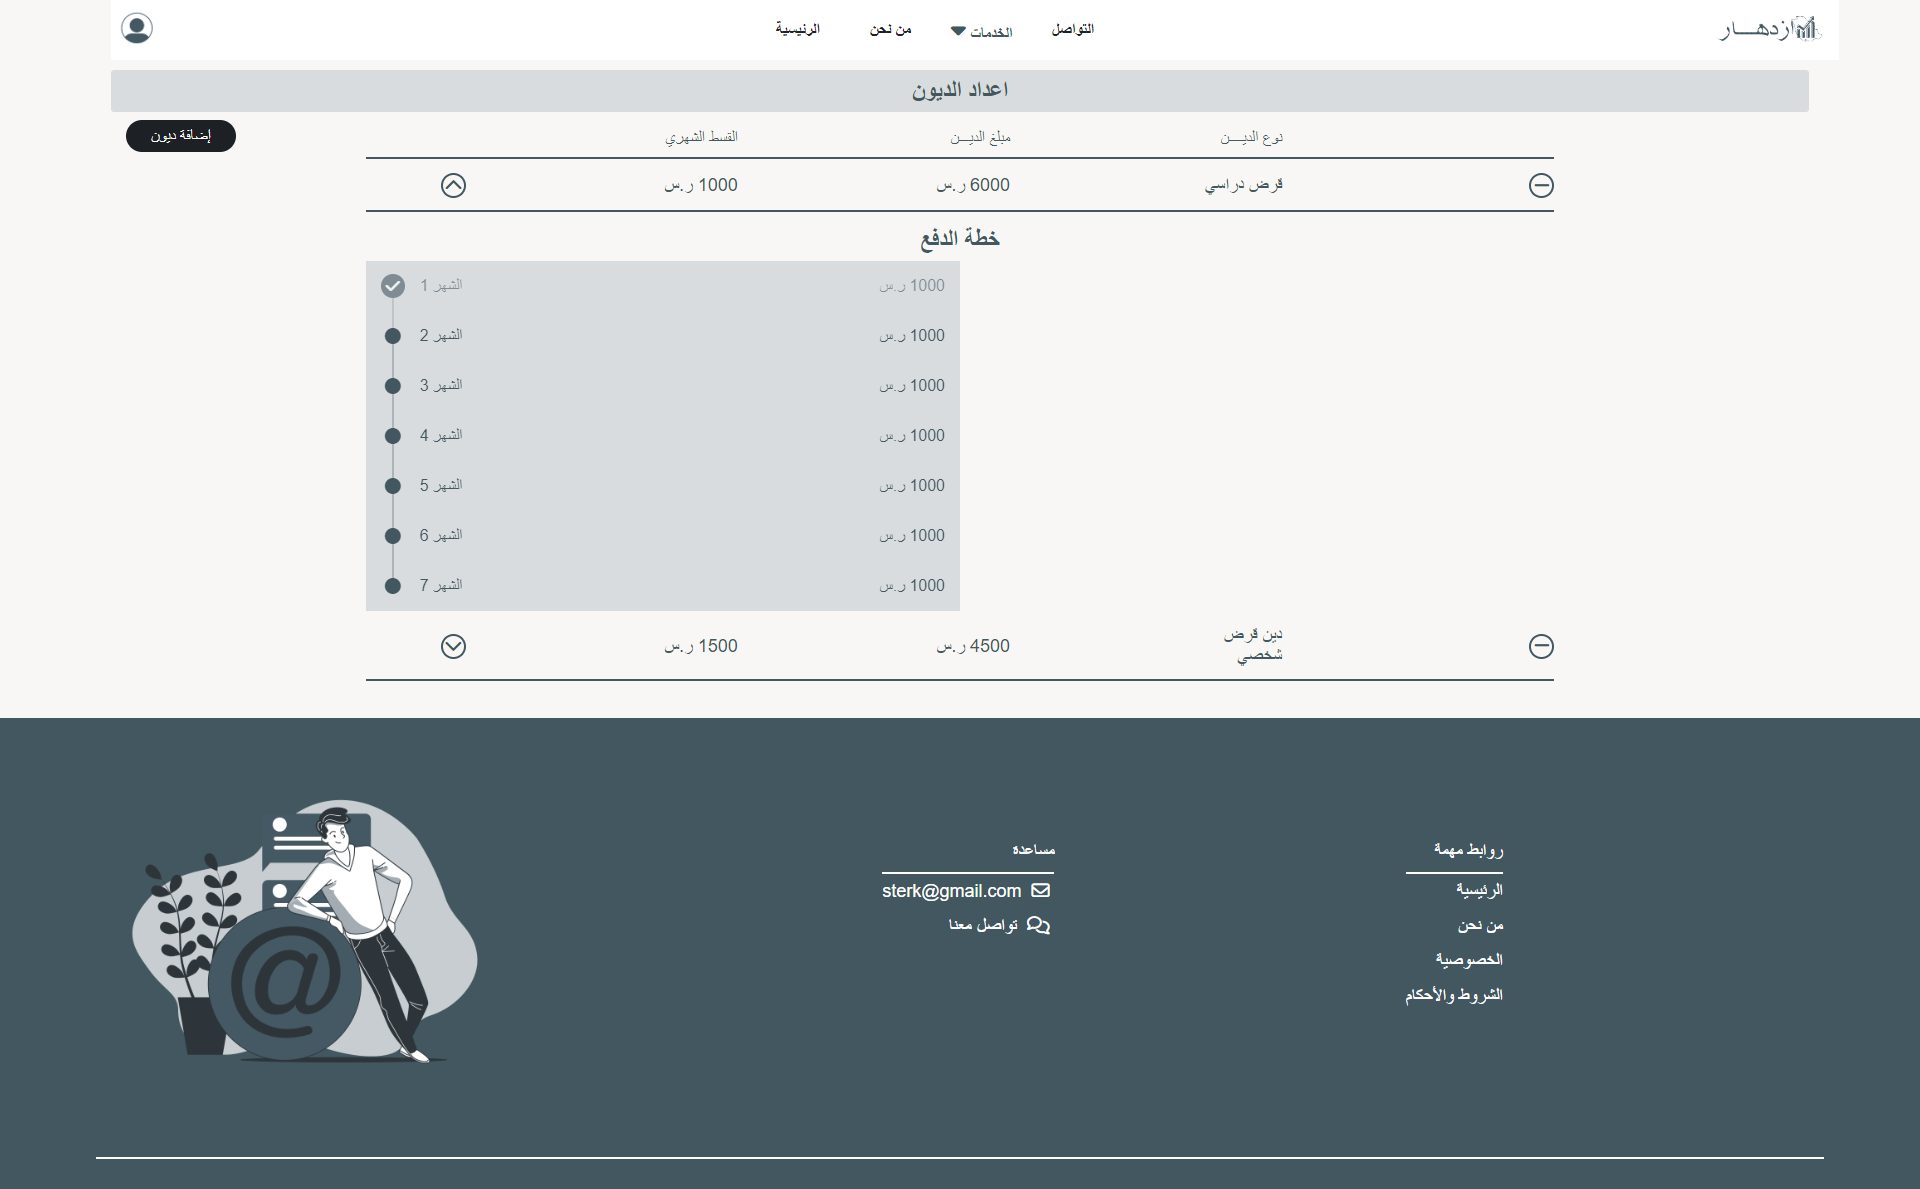 ازدهــــار
التواصل
الخدمات
من نحن
الرئيسية
اعداد الديون
إضافة ديون
نوع الديـــن
مبلغ الديـــن
القسط الشهري
قرض دراسي
6000 ر.س
1000 ر.س
خطة الدفع
1000 ر.س
الشهر 1
1000 ر.س
الشهر 2
1000 ر.س
الشهر 3
1000 ر.س
الشهر 4
1000 ر.س
الشهر 5
1000 ر.س
الشهر 6
1000 ر.س
الشهر 7
دين قرض
شخصي
4500 ر.س
1500 ر.س
روابط مهمة
الرئيسية
من نحن
الخصوصية
الشروط والأحكام
مساعدة
sterk@gmail.com
تواصل معنا
@